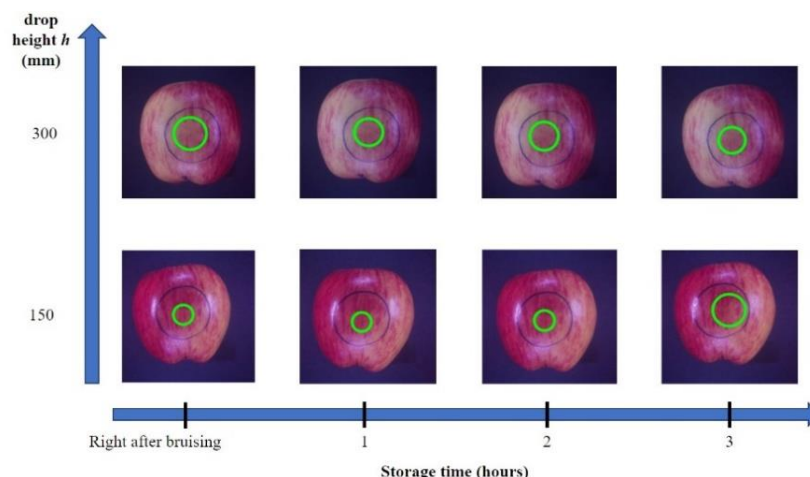 drop
height h
(mm)
300
150
Right after bruising
1
2
3
Storage time (hours)